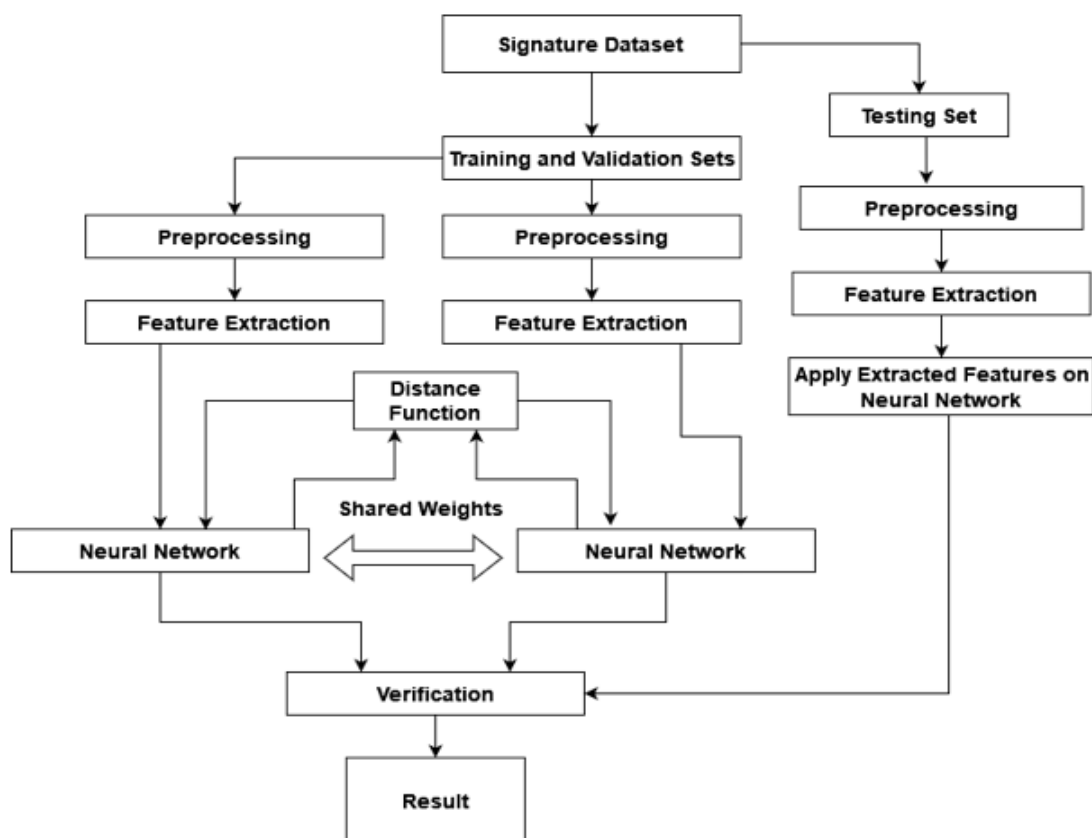 Signature Dataset
Testing Set
Training and Validation Sets
Preprocessing
Preprocessing
Preprocessing
Feature Extraction
Feature Extraction
Feature Extraction
Apply Extracted Features on
Neural Network
Distance
Function
Shared Weights
Neural Network
Neural Network
Verification
Result